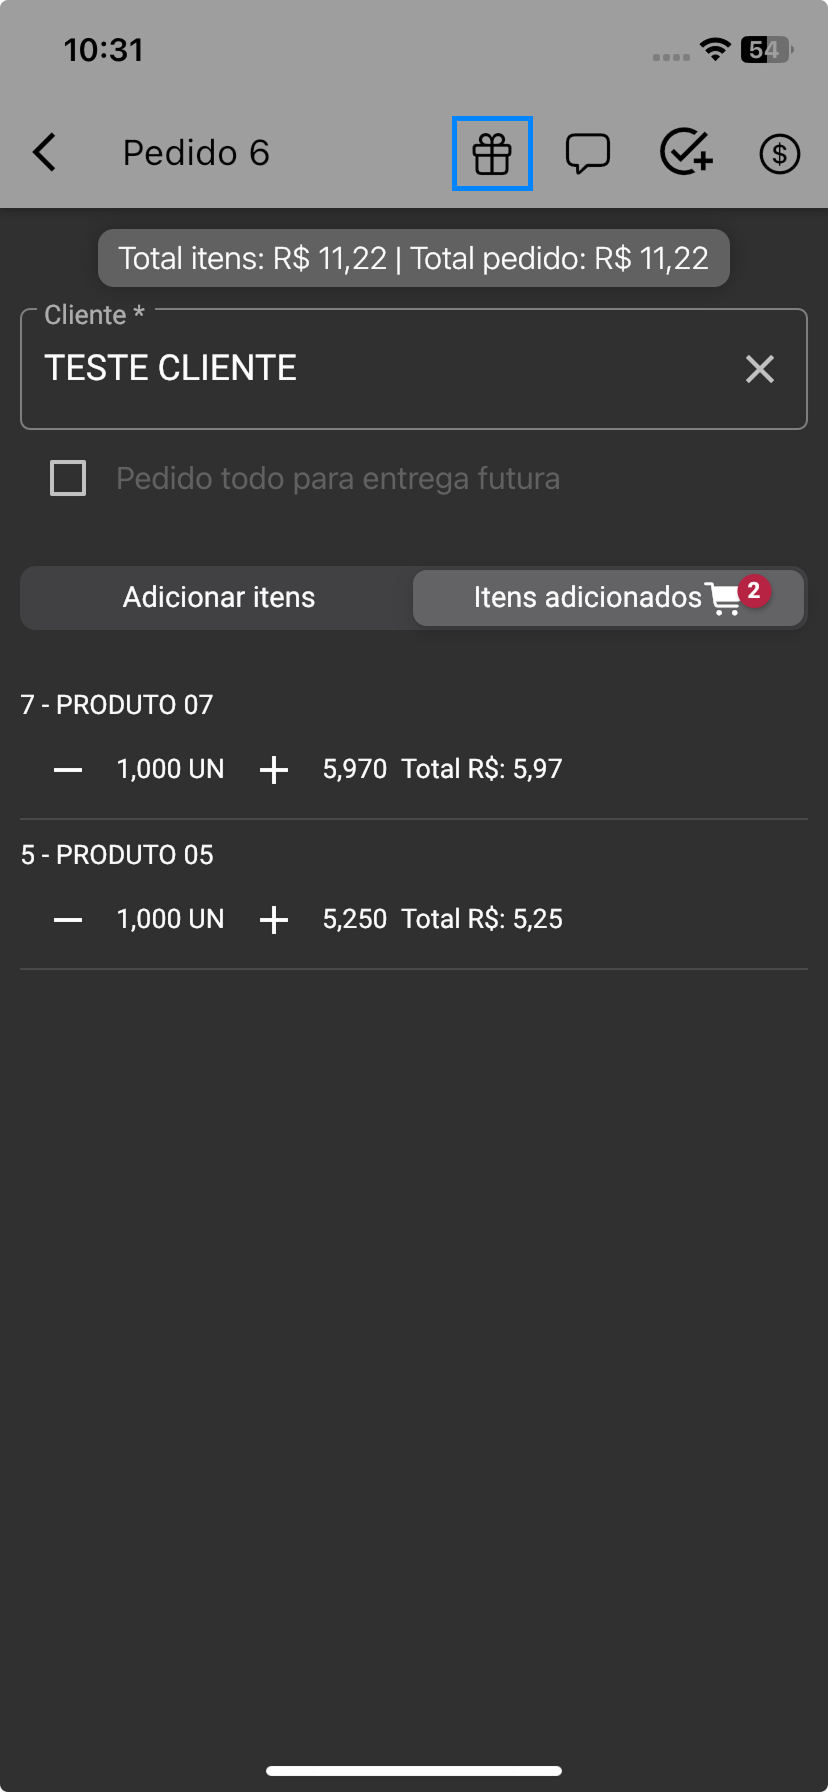 10:31
54
Pedido 6
Total itens: R$ 11,22 | Total pedido: R$ 11,22
Cliente *
TESTE CLIENTE
Pedido todo para entrega futura
Adicionar itens
Itens adicionados 2
7 - PRODUTO 07
1,000 UN 5,970 Total R$: 5,97
5 - PRODUTO 05
1,000 UN 5,250 Total R$: 5,25